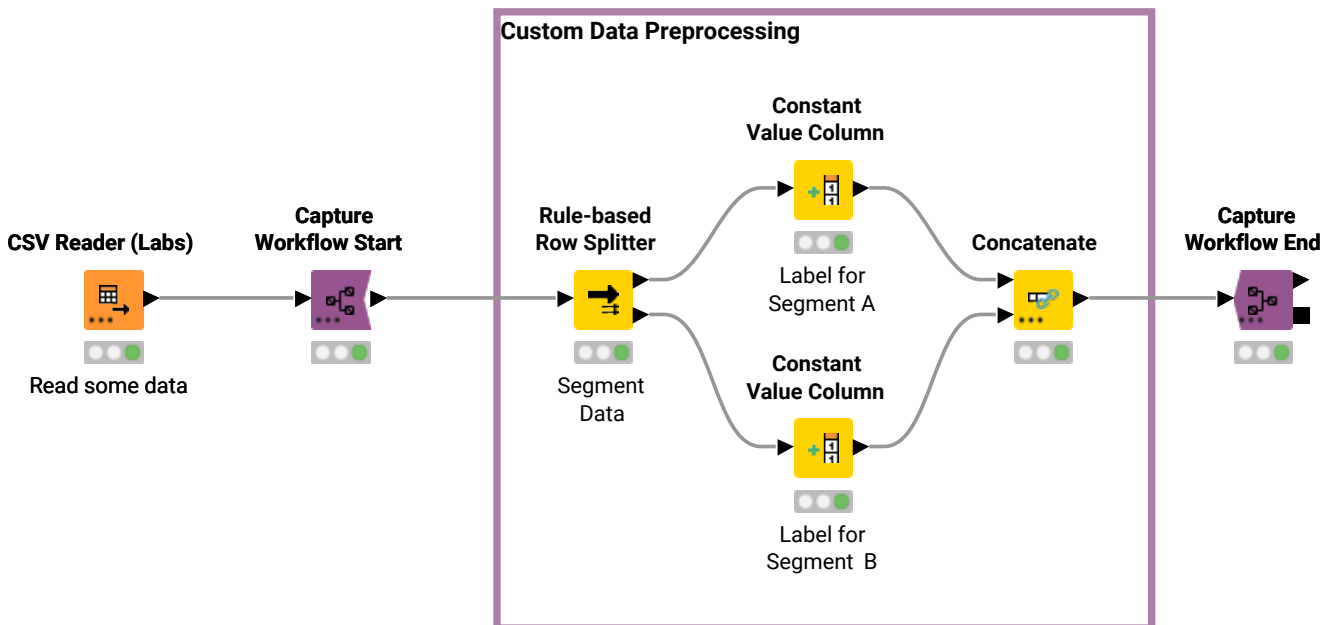 Custom Data Preprocessing
CSV Reader (Labs)
Read some data
Capture
Workflow Start
Rule-based
Row Splitter
Segment
Data
Constant
Value Column
Label for
Segment A
Constant
Value Column
Label for
Segment B
Concatenate
Capture
Workflow End